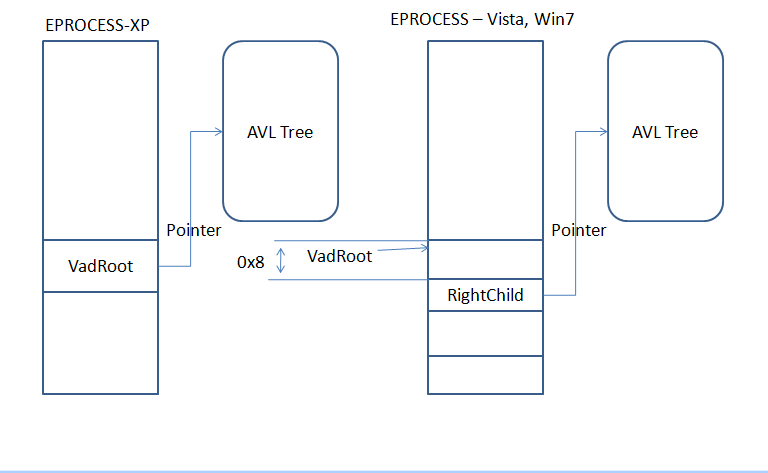 EPROCESS-XP
EPROCESS – Vista, Win7
AVL Tree
AVL Tree
Pointer
Pointer
VadRoot
0x8
VadRoot
RightChild